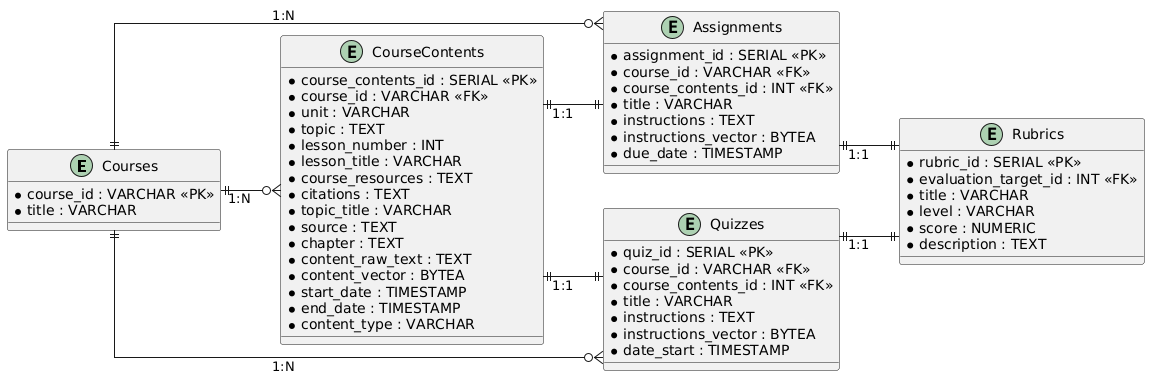 1:N
E Courses
course_id : VARCHAR «PK»
title : VARCHAR
1:N
1:N
E CourseContents
course_contents_id : SERIAL «PK»
course_id : VARCHAR «FK»
unit : VARCHAR
topic : TEXT
lesson_number : INT
lesson_title : VARCHAR
course_resources : TEXT
citations : TEXT
topic_title : VARCHAR
source : TEXT
chapter : TEXT
content_raw_text : TEXT
content_vector : BYTEA
start_date : TIMESTAMP
end_date : TIMESTAMP
content_type : VARCHAR
1:1
1:1
E Assignments
assignment_id : SERIAL «PK»
course_id : VARCHAR «FK»
course_contents_id : INT «FK»
title : VARCHAR
instructions : TEXT
instructions_vector : BYTEA
due_date : TIMESTAMP
1:1
E Quizzes
quiz_id : SERIAL «PK»
course_id : VARCHAR «FK»
course_contents_id : INT «FK»
title : VARCHAR
instructions : TEXT
instructions_vector : BYTEA
date_start : TIMESTAMP
1:1
E Rubrics
rubric_id : SERIAL «PK»
evaluation_target_id : INT «FK»
title : VARCHAR
level : VARCHAR
score : NUMERIC
description : TEXT